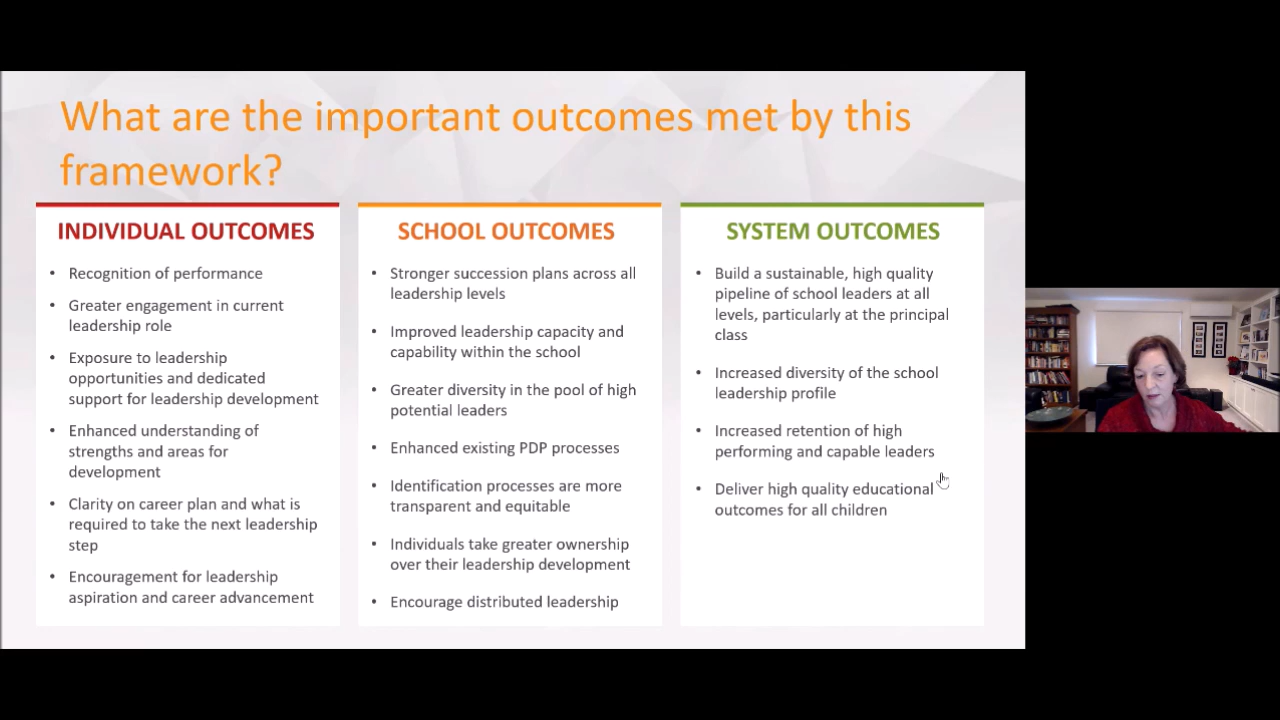 What are the important outcomes met by this
framework?
INDIVIDUAL OUTCOMES
• Recognition of performance
• Greater engagement in current
leadership role
• Exposure to leadership
opportunities and dedicated
support for leadership development
• Enhanced understanding of
strengths and areas for
development
• Clarity on career plan and what is
required to take the next leadership
step
• Encouragement for leadership
aspiration and career advancement
SCHOOL OUTCOMES
• Stronger succession plans across all
leadership levels
• Improved leadership capacity and
capability within the school
• Greater diversity in the pool of high
potential leaders
• Enhanced existing PDP processes
• Identification processes are more
transparent and equitable
• Individuals take greater ownership
over their leadership development
• Encourage distributed leadership
SYSTEM OUTCOMES
• Build a sustainable, high quality
pipeline of school leaders at all
levels, particularly at the principal
class
• Increased diversity of the school
leadership profile
• Increased retention of high
performing and capable leaders
• Deliver high quality educational
outcomes for all children